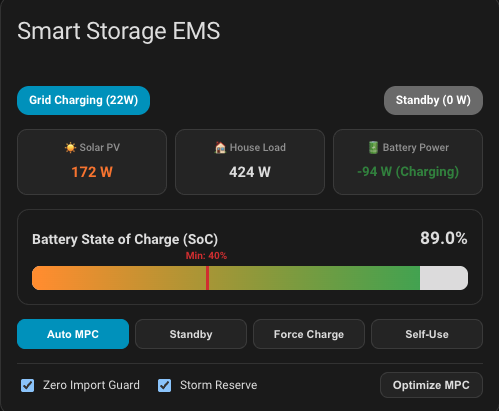 Smart Storage EMS
Grid Charging (22W)
Standby (0 W)
Solar PV
172 W
House Load
424 W
Battery Power
-94 W (Charging)
Battery State of Charge (SoC)
89.0%
Min: 40%
Auto MPC
Standby
Force Charge
Self-Use
Zero Import Guard
Storm Reserve
Optimize MPC